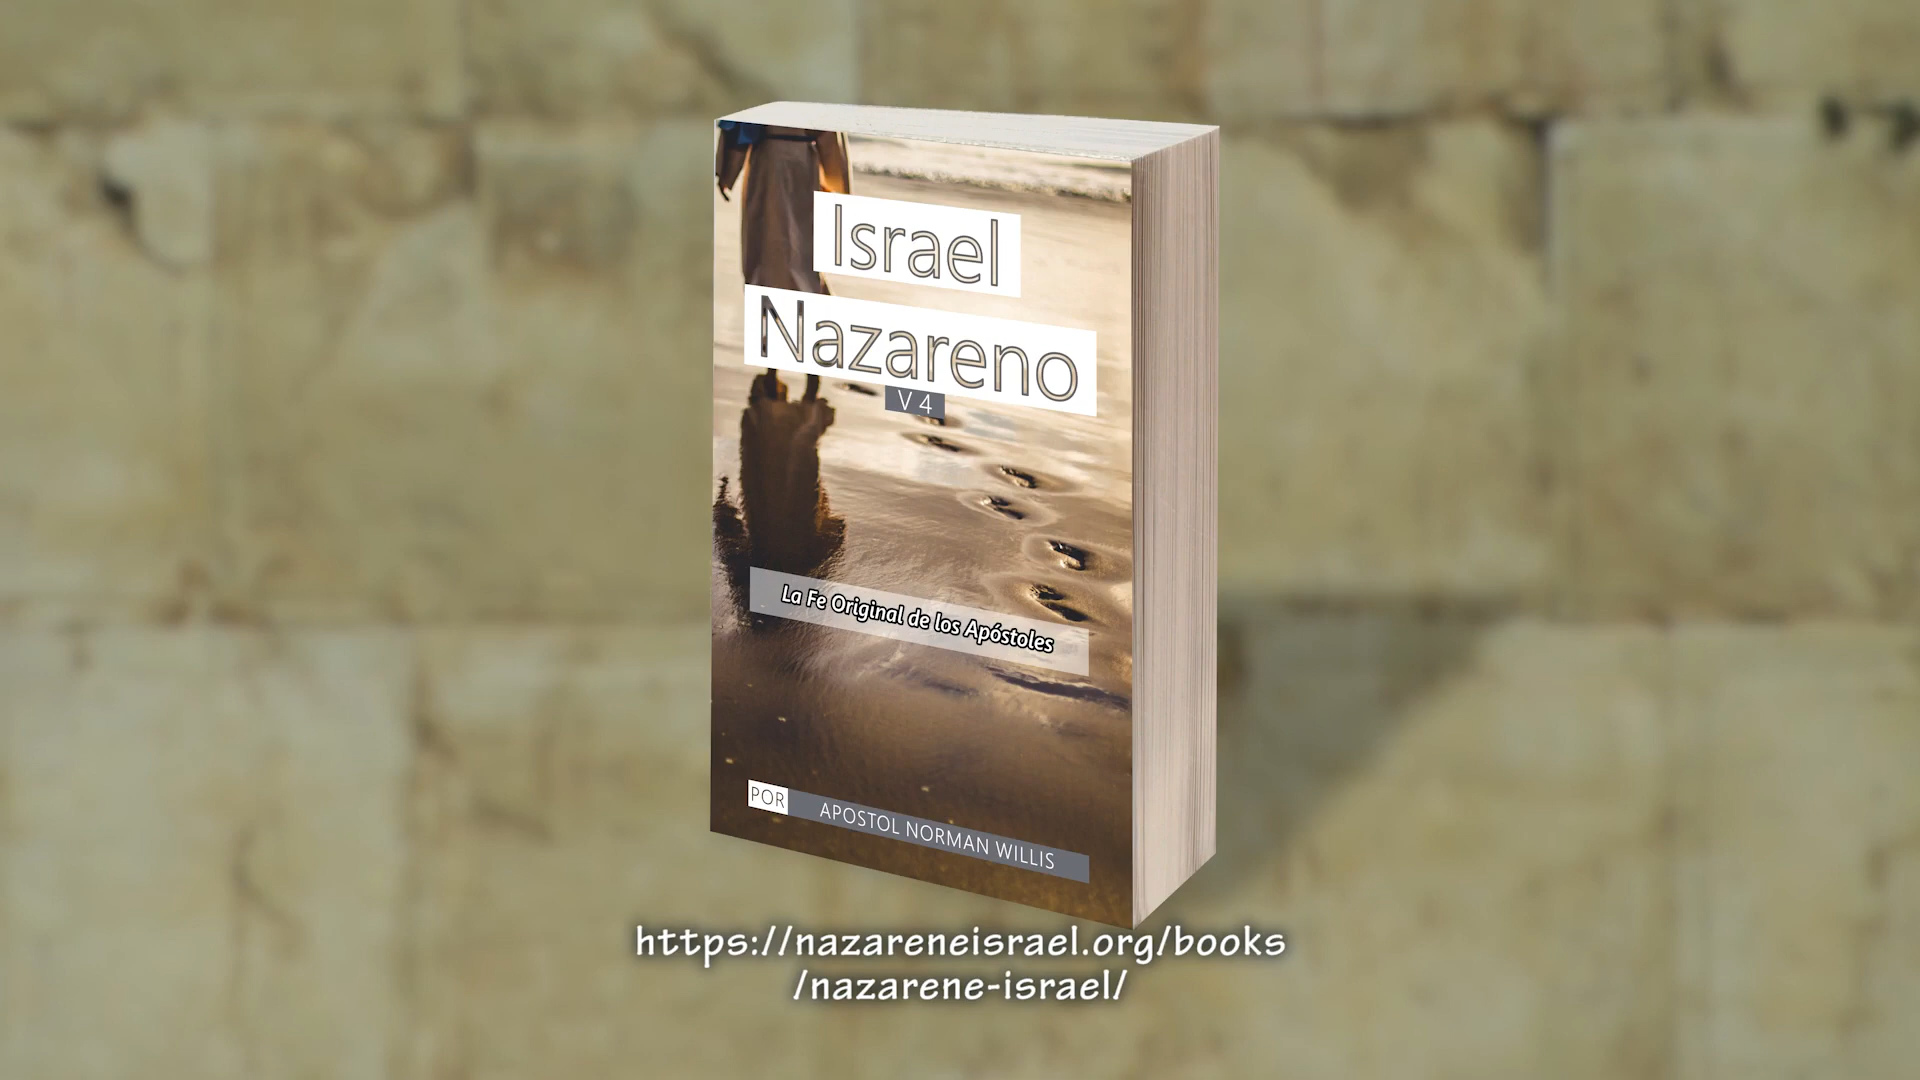 Israel
Nazareno
V 4
La Fe Original de los Apóstoles
POR APOSTOL NORMAN WILLIS
https://nazareneisrael.org/books
/nazarene-israel/